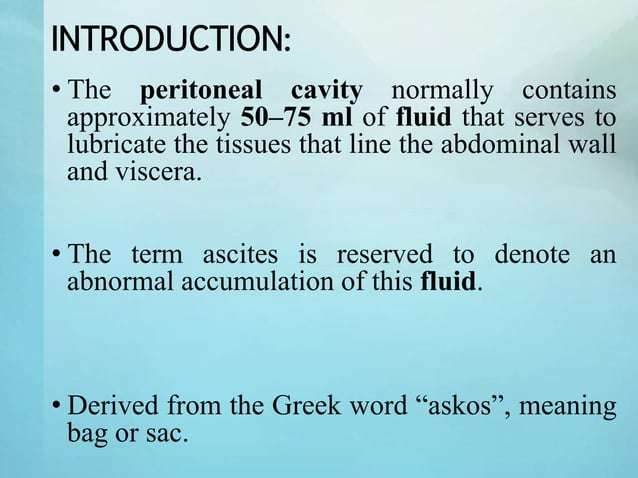 INTRODUCTION:
• The peritoneal cavity normally contains
approximately 50–75 ml of fluid that serves to
lubricate the tissues that line the abdominal wall
and viscera.
• The term ascites is reserved to denote an
abnormal accumulation of this fluid.
• Derived from the Greek word “askos”, meaning
bag or sac.